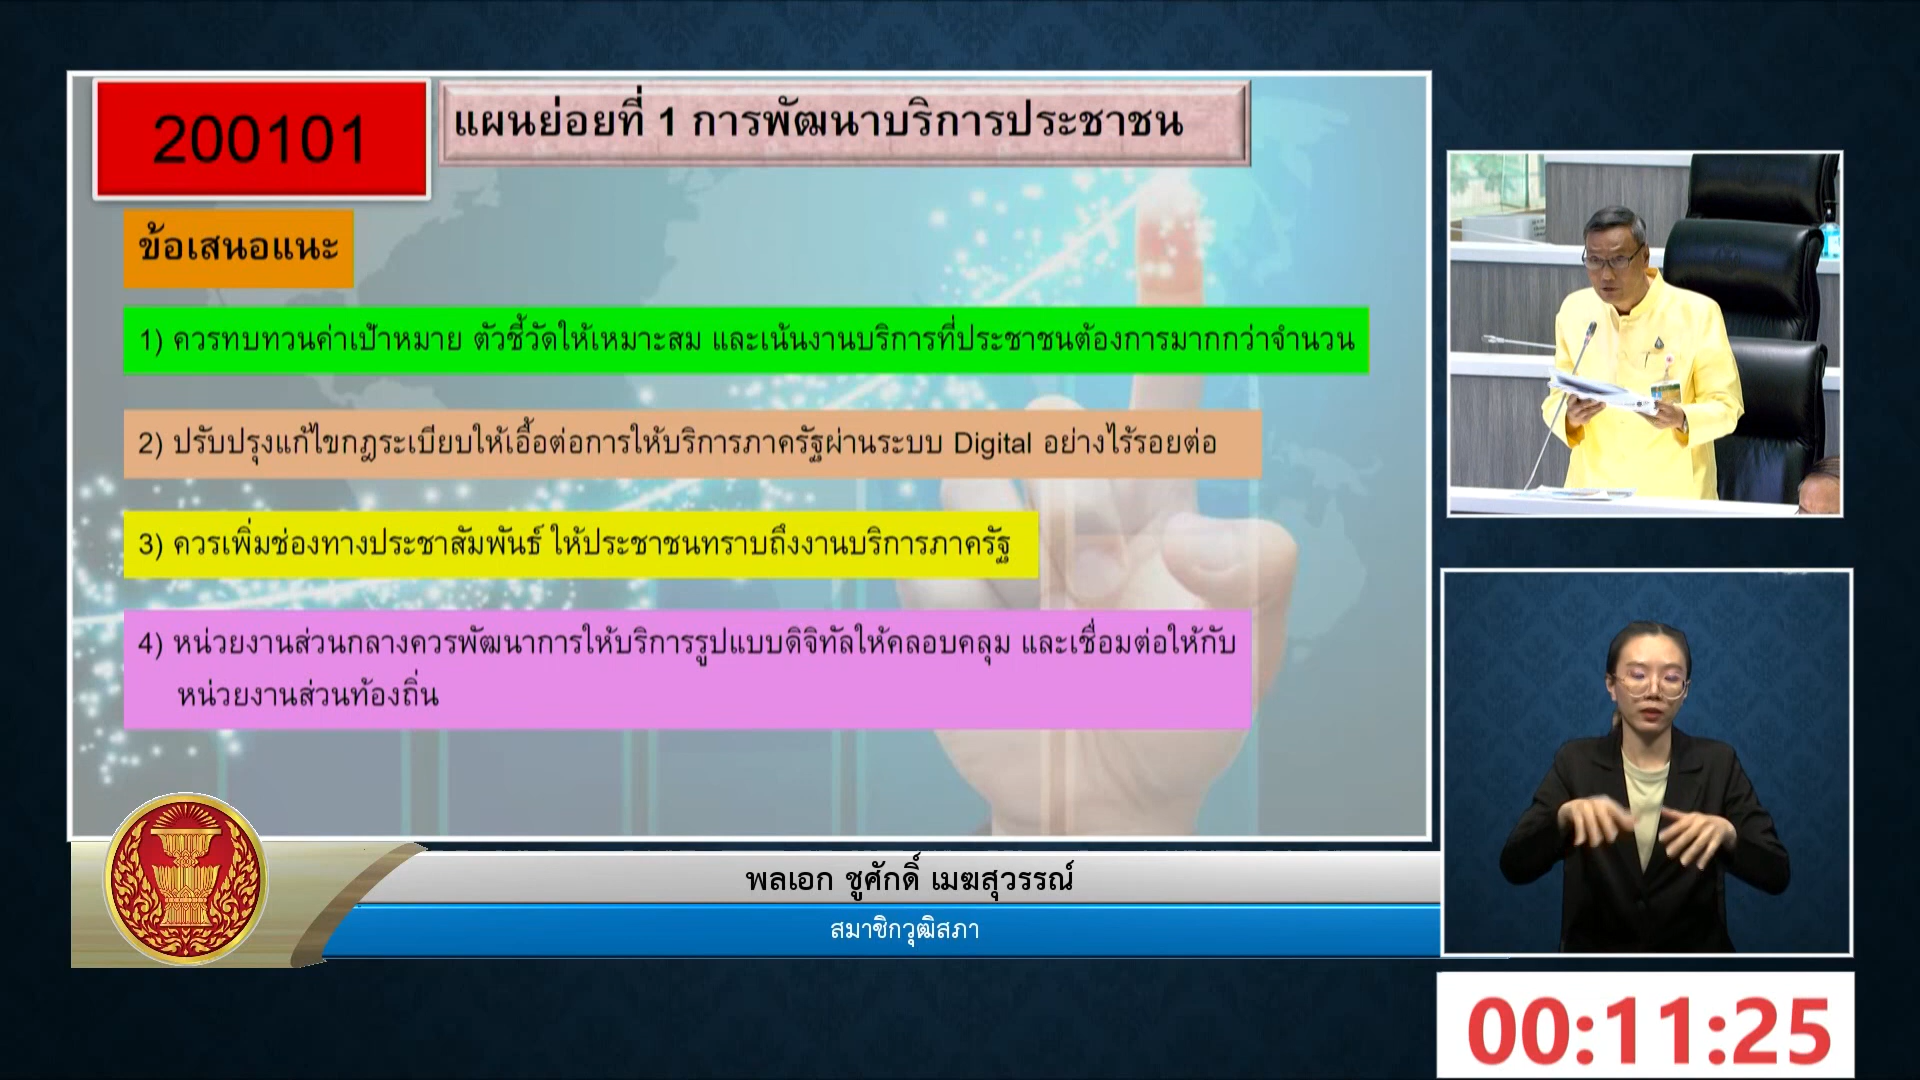 200101
แผนย่อยที่ 1 การพัฒนาบริการประชาชน
ข้อเสนอแนะ
1) ควรทบทวนค่าเป้าหมาย ตัวชี้วัดให้เหมาะสม และเน้นงานบริการที่ประชาชนต้องการมากกว่าจำนวน
2) ปรับปรุงแก้ไขกฎระเบียบให้เอื้อต่อการให้บริการภาครัฐผ่านระบบ Digital อย่างไร้รอยต่อ
3) ควรเพิ่มช่องทางประชาสัมพันธ์ ให้ประชาชนทราบถึงงานบริการภาครัฐ
4) หน่วยงานส่วนกลางควรพัฒนาการให้บริการรูปแบบดิจิทัลให้คลอบคลุม และเชื่อมต่อให้กับ
หน่วยงานส่วนท้องถิ่น
พลเอก ชูศักดิ์ เมฆสุวรรณ์
สมาชิกวุฒิสภา
00:11:25